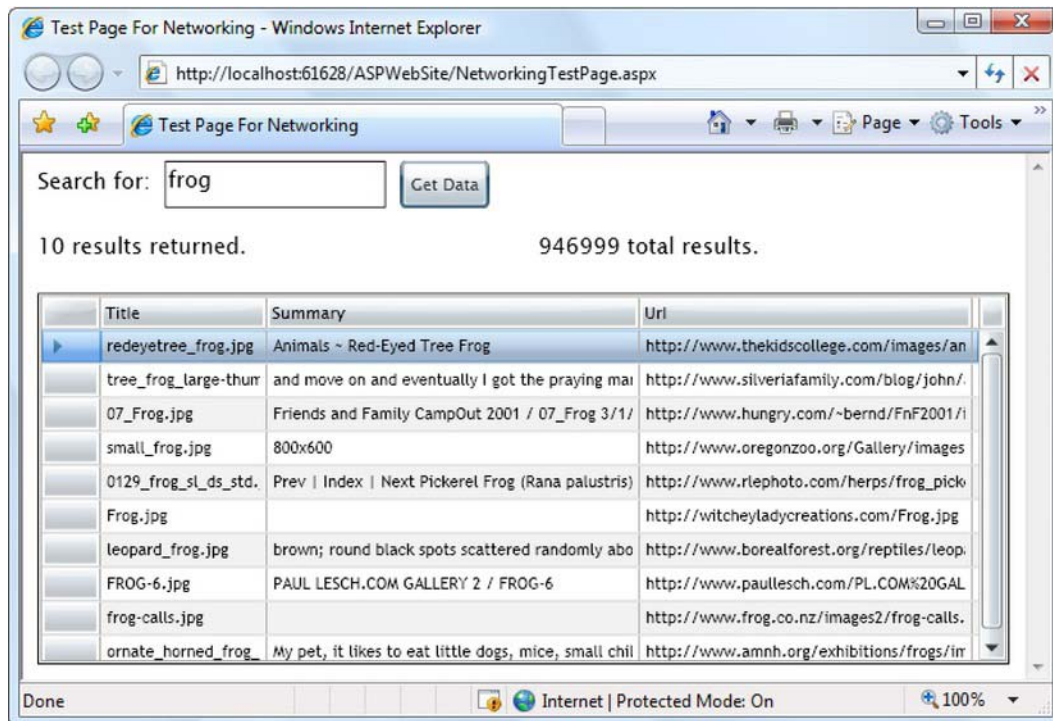 Test Page For Networking - Windows Internet Explorer
http://localhost:61628/ASPWebSite/NetworkingTestPage.aspx
Test Page For Networking
Page Tools »
Search for: frog Get Data
10 results returned. 946999 total results.
Title Summary Url
redeyetree_frog.jpg Animals ~ Red-Eyed Tree Frog http://www.thekidscollege.com/images/an
tree_frog_large-thum and move on and eventually I got the praying mai http://www.silveriafamily.com/blog/john/
07_Frog.jpg Friends and Family CampOut 2001 / 07_Frog 3/1/ http://www.hungry.com/~bernd/FnF2001/i
small_frog.jpg 800x600 http://www.oregonzoo.org/Gallery/images
0129_frog_sl_ds_std. Prev | Index | Next Pickerel Frog (Rana palustris) http://www.rlephoto.com/herps/frog_pick
Frog.jpg http://witcheyladycreations.com/Frog.jpg
leopard_frog.jpg brown; round black spots scattered randomly abo http://www.borealforest.org/reptiles/leop
FROG-6.jpg PAUL LESCH.COM GALLERY 2 / FROG-6 http://www.paullesch.com/PL.COM%20GAL
frog-calls.jpg http://www.frog.co.nz/images2/frog-calls.
ornate_horned_frog_ My pet, it likes to eat little dogs, mice, small chil http://www.amnh.org/exhibitions/frogs/im
Done Internet | Protected Mode: On 100%